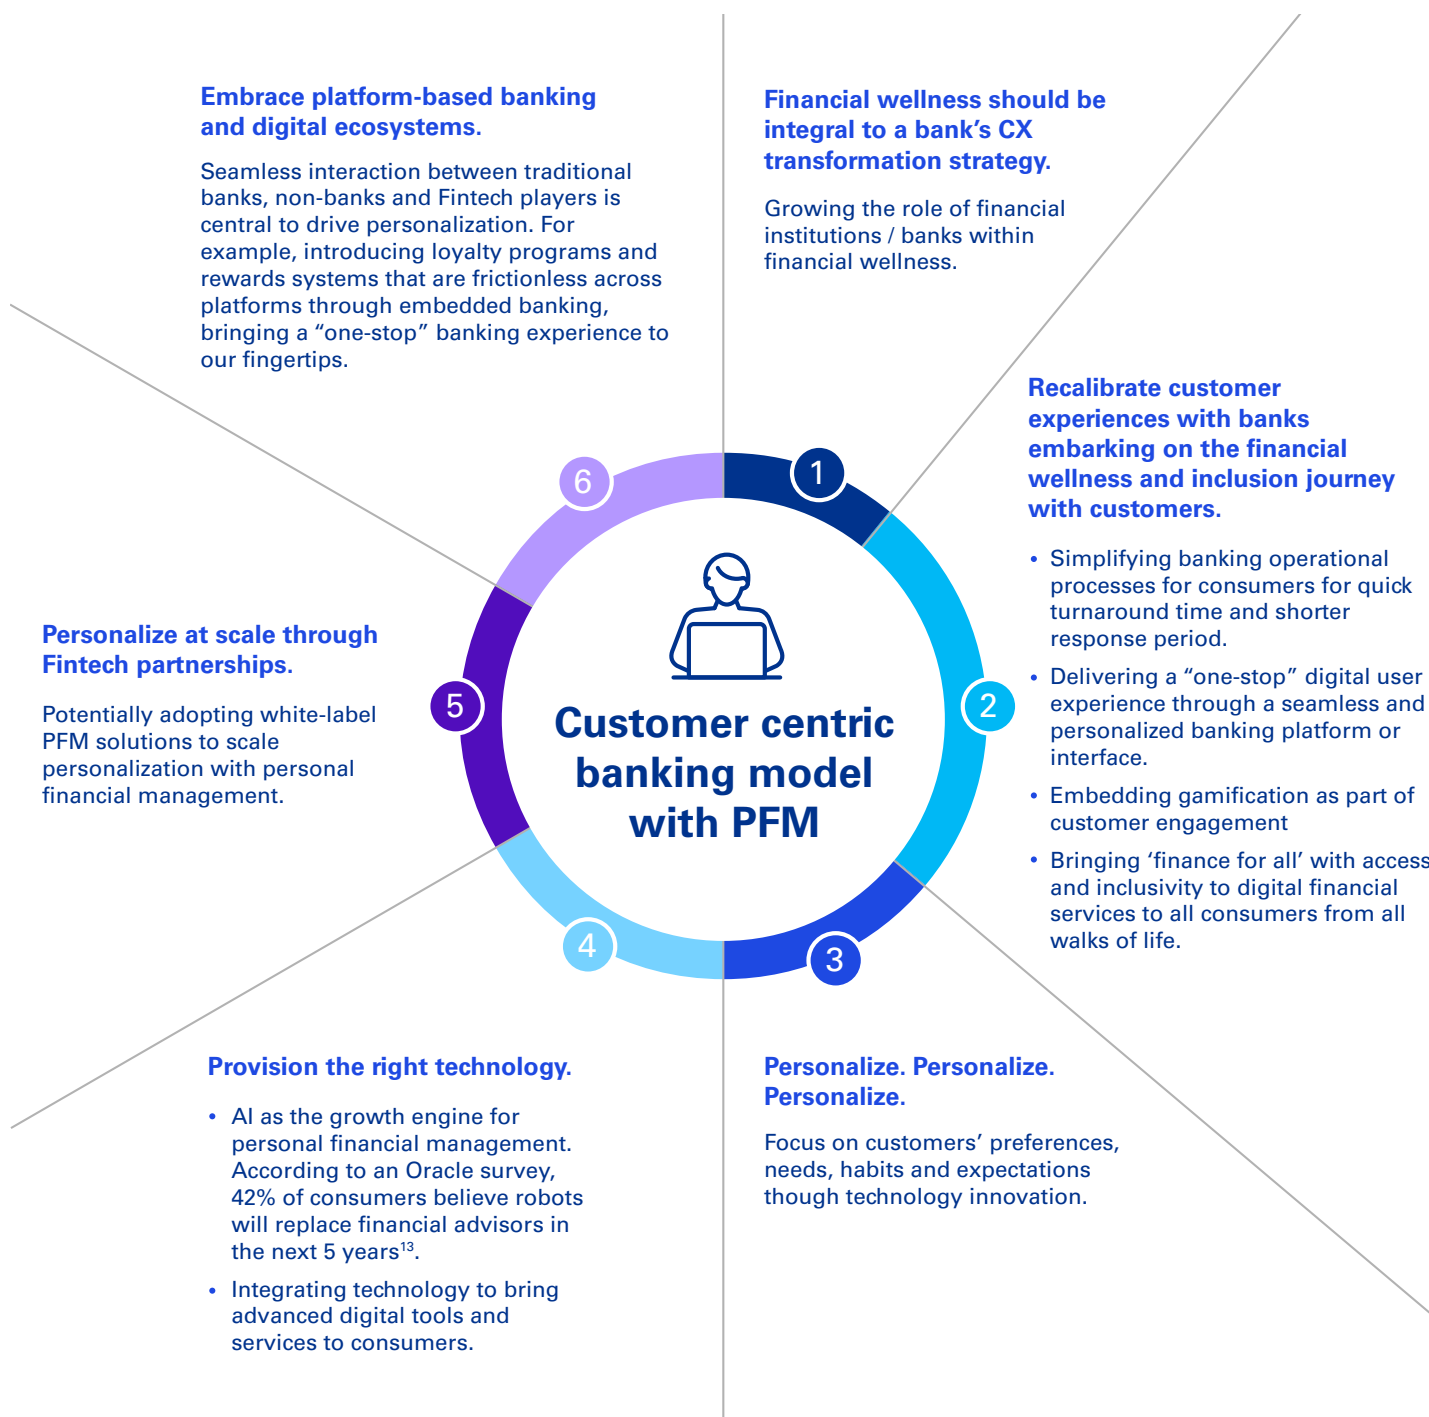 Embrace platform-based banking
and digital ecosystems.
Seamless interaction between traditional
banks, non-banks and Fintech players is
central to drive personalization. For
example, introducing loyalty programs and
rewards systems that are frictionless across
platforms through embedded banking,
bringing a “one-stop” banking experience to
our fingertips.
Financial wellness should be
integral to a bank’s CX
transformation strategy.
Growing the role of financial
institutions / banks within
financial wellness.
Recalibrate customer
experiences with banks
embarking on the financial
wellness and inclusion journey
with customers.
• Simplifying banking operational
processes for consumers for quick
turnaround time and shorter
response period.
• Delivering a “one-stop” digital user
experience through a seamless and
personalized banking platform or
interface.
• Embedding gamification as part of
customer engagement
• Bringing ‘finance for all’ with access
and inclusivity to digital financial
services to all consumers from all
walks of life.
1
2
3
4
5
6
Customer centric
banking model
with PFM
Personalize at scale through
Fintech partnerships.
Potentially adopting white-label
PFM solutions to scale
personalization with personal
financial management.
Provision the right technology.
• AI as the growth engine for
personal financial management.
According to an Oracle survey,
42% of consumers believe robots
will replace financial advisors in
the next 5 years¹³.
• Integrating technology to bring
advanced digital tools and
services to consumers.
Personalize. Personalize.
Personalize.
Focus on customers’ preferences,
needs, habits and expectations
though technology innovation.